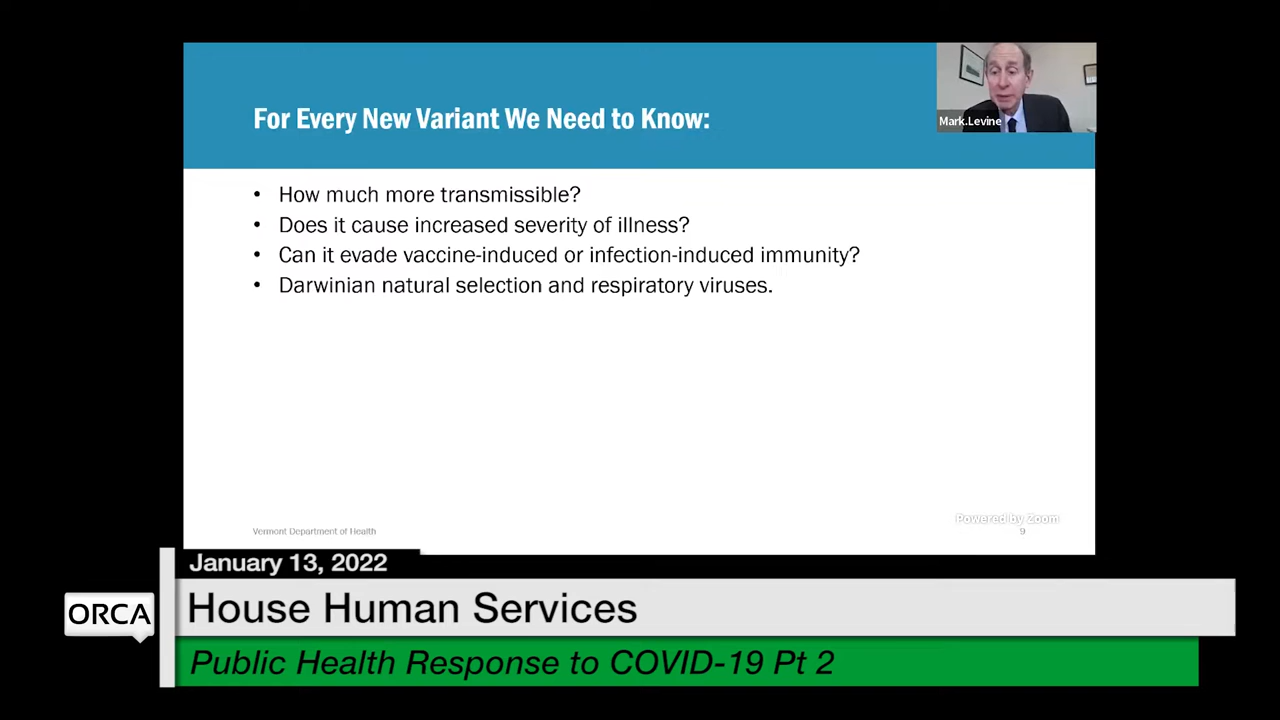 For Every New Variant We Need to Know:
Mark.Levine
• How much more transmissible?
• Does it cause increased severity of illness?
• Can it evade vaccine-induced or infection-induced immunity?
• Darwinian natural selection and respiratory viruses.
Powered by Zoom
Vermont Department of Health
9
January 13, 2022
ORCA
House Human Services
Public Health Response to COVID-19 Pt 2